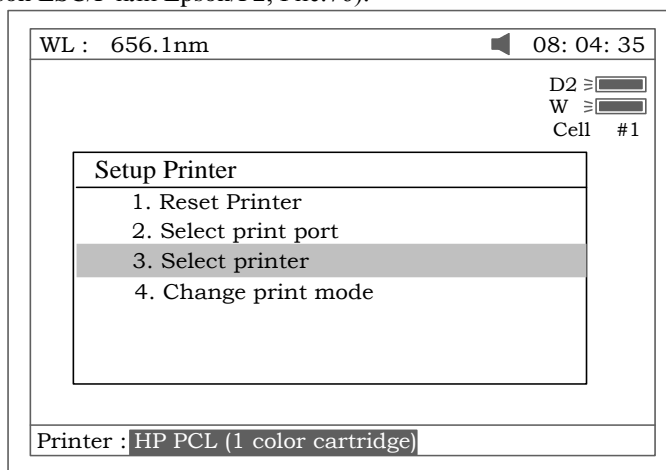 WL : 656.1nm 08: 04: 35
D2
W
Cell #1
Setup Printer
1. Reset Printer
2. Select print port
3. Select printer
4. Change print mode
Printer : HP PCL (1 color cartridge)